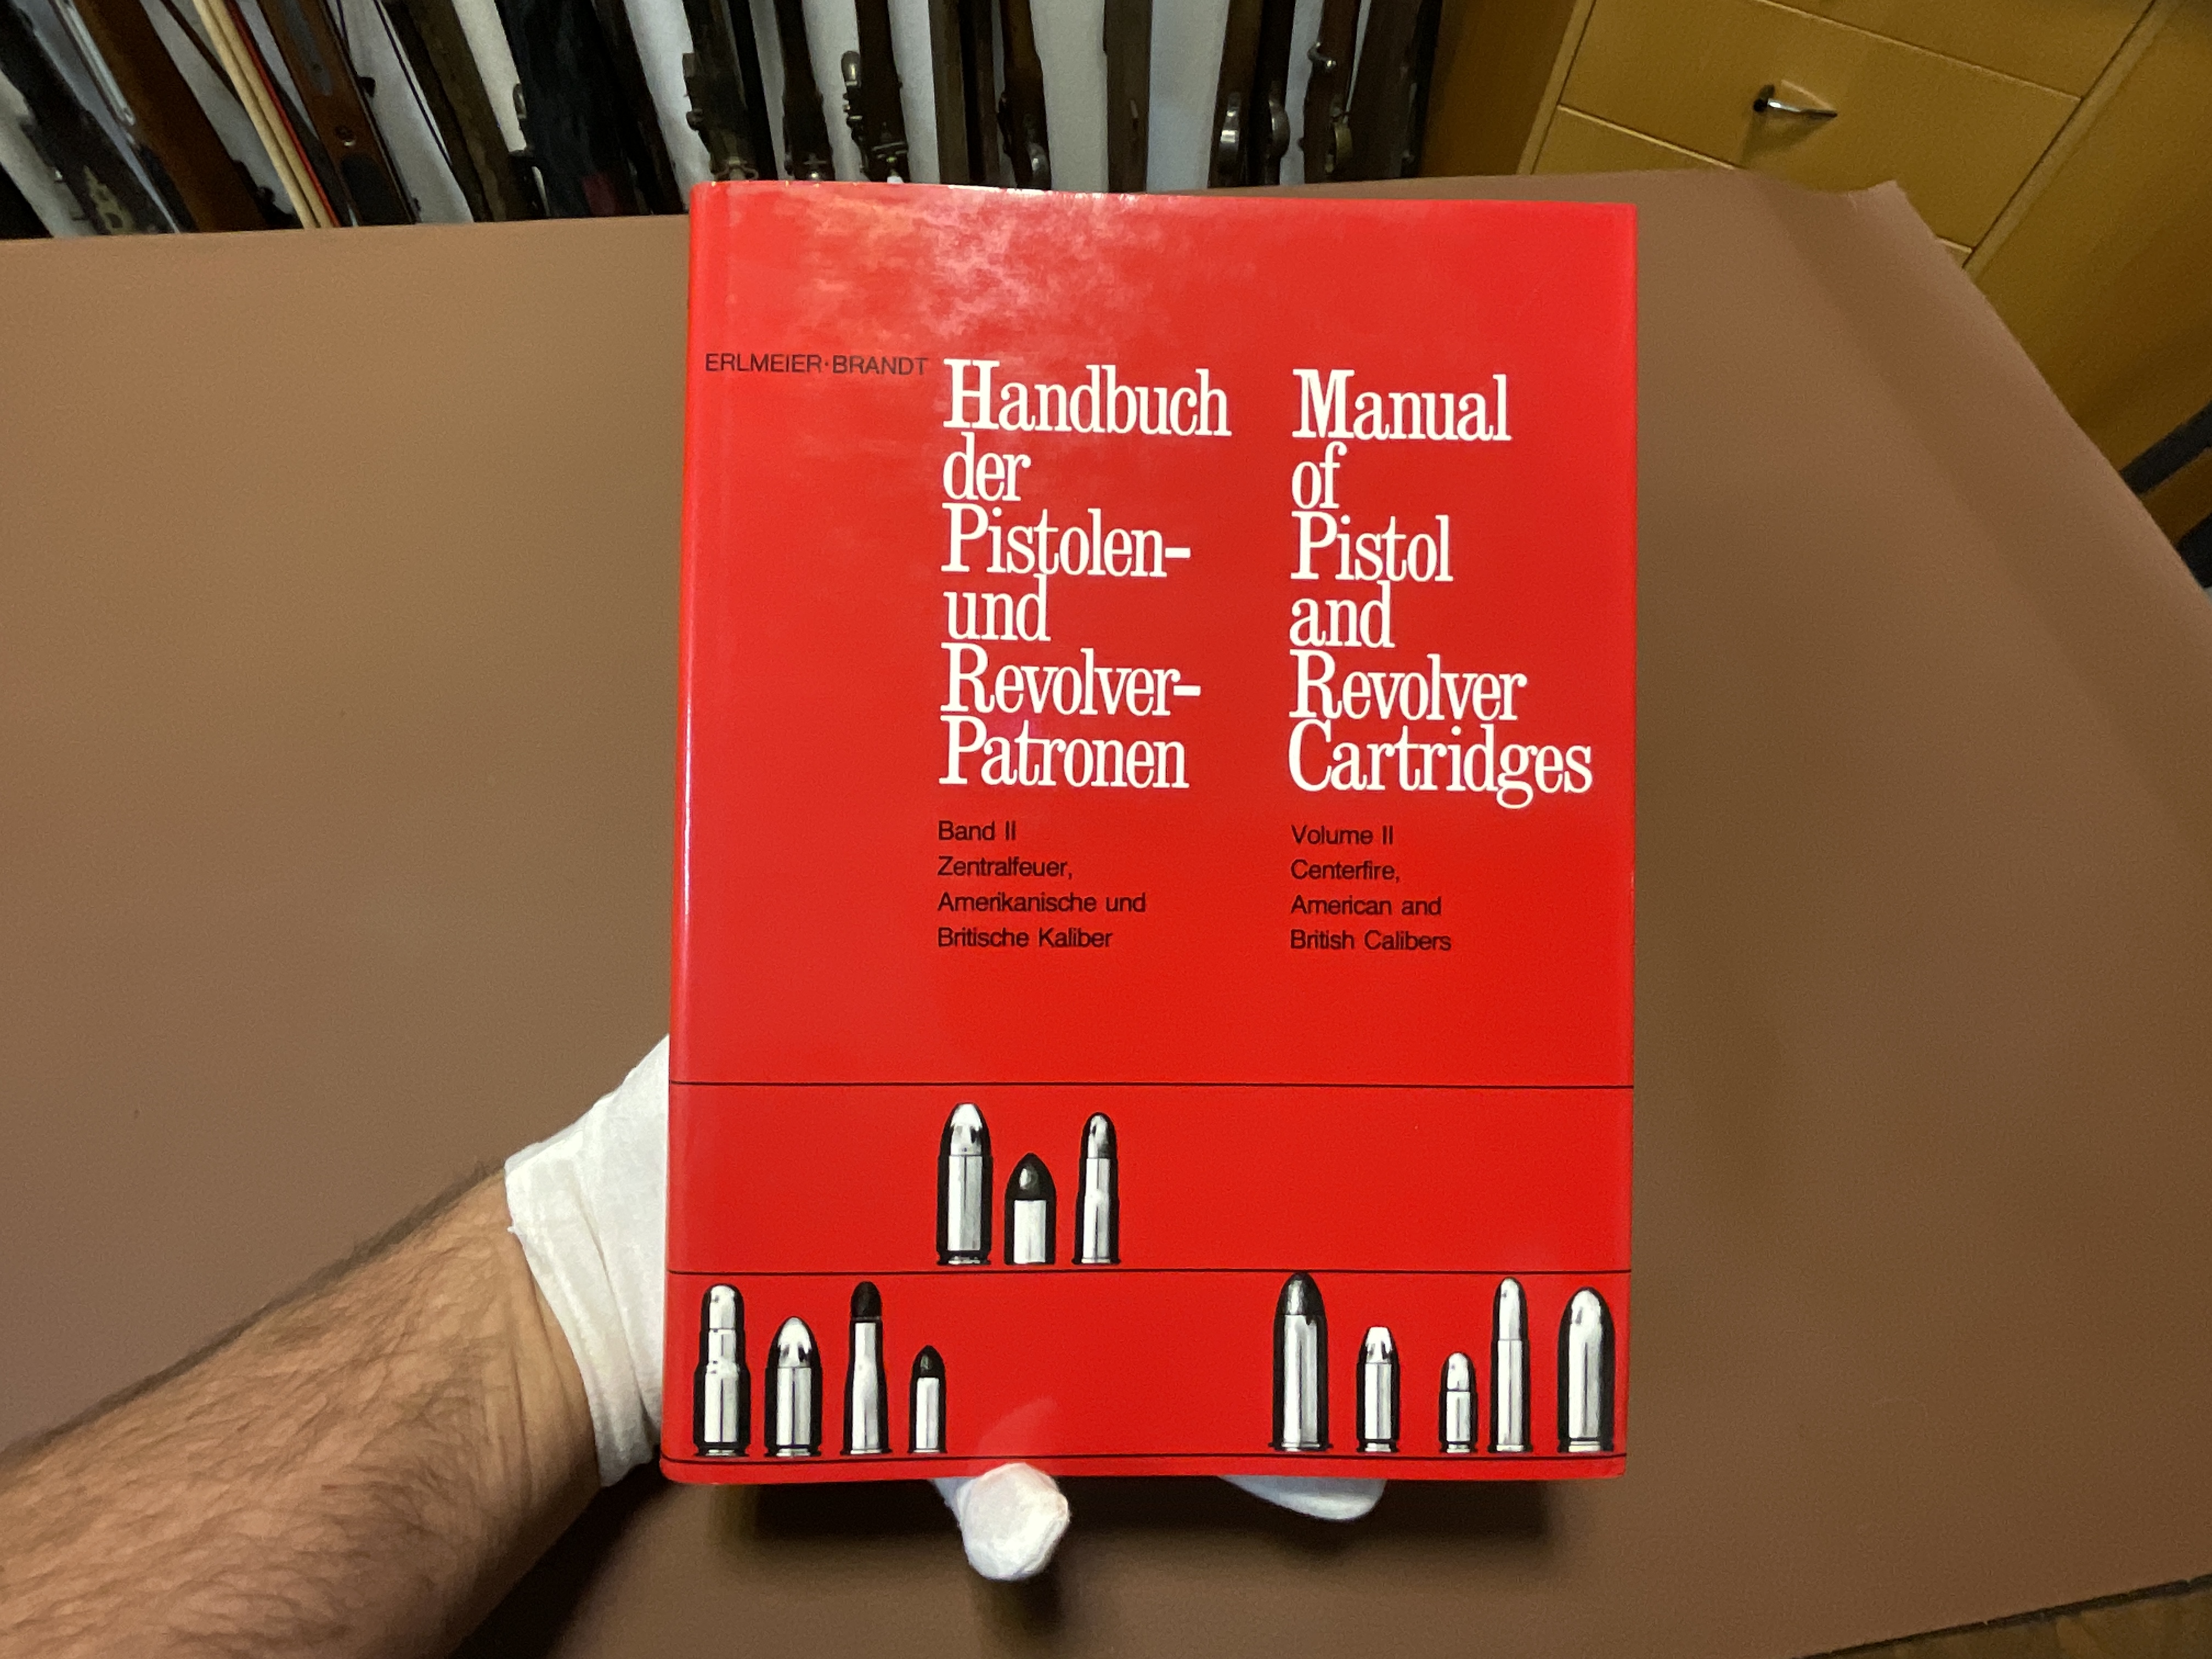 ERLMEIER·BRANDT
Handbuch
der
Pistolen-
und
Revolver-
Patronen
Manual
of
Pistol
and
Revolver
Cartridges
Band II
Zentralfeuer,
Amerikanische und
Britische Kaliber
Volume II
Centerfire,
American and
British Calibers